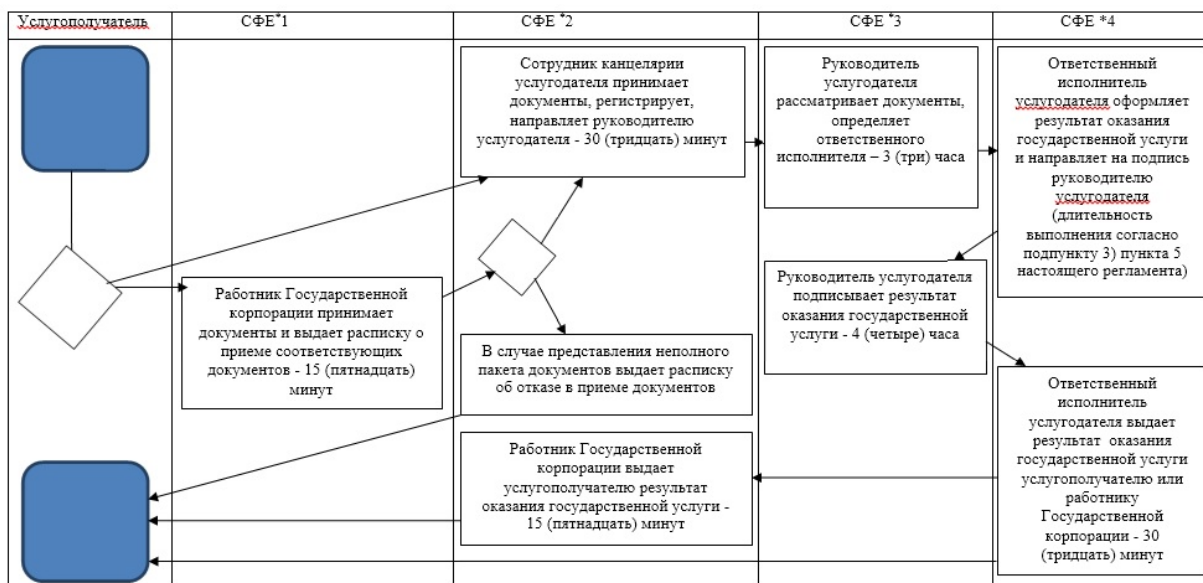 Услугополучатель
СФЕ*1
СФЕ *2
СФЕ *3
СФЕ *4
Сотрудник канцелярии
услугодателя принимает
документы, регистрирует,
направляет руководителю
услугодателя - 30 (тридцать) минут
Руководитель
услугодателя
рассматривает документы,
определяет
ответственного
исполнителя – 3 (три) часа
Ответственный
исполнитель
услугодателя оформляет
результат оказания
государственной услуги
и направляет на подпись
руководителю
услугодателя
(длительность
выполнения согласно
подпункту 3) пункта 5
настоящего регламента)
Работник Государственной
корпорации принимает
документы и выдает расписку о
приеме соответствующих
документов - 15 (пятнадцать)
минут
Руководитель услугодателя
подписывает результат
оказания государственной
услуги - 4 (четыре) часа
В случае представления неполного
пакета документов выдает расписку
об отказе в приеме документов
Ответственный
исполнитель
услугодателя выдает
результат оказания
государственной услуги
услугополучателю или
работнику
Государственной
корпорации - 30
(тридцать) минут
Работник Государственной
корпорации выдает
услугополучателю результат
оказания государственной услуги -
15 (пятнадцать) минут